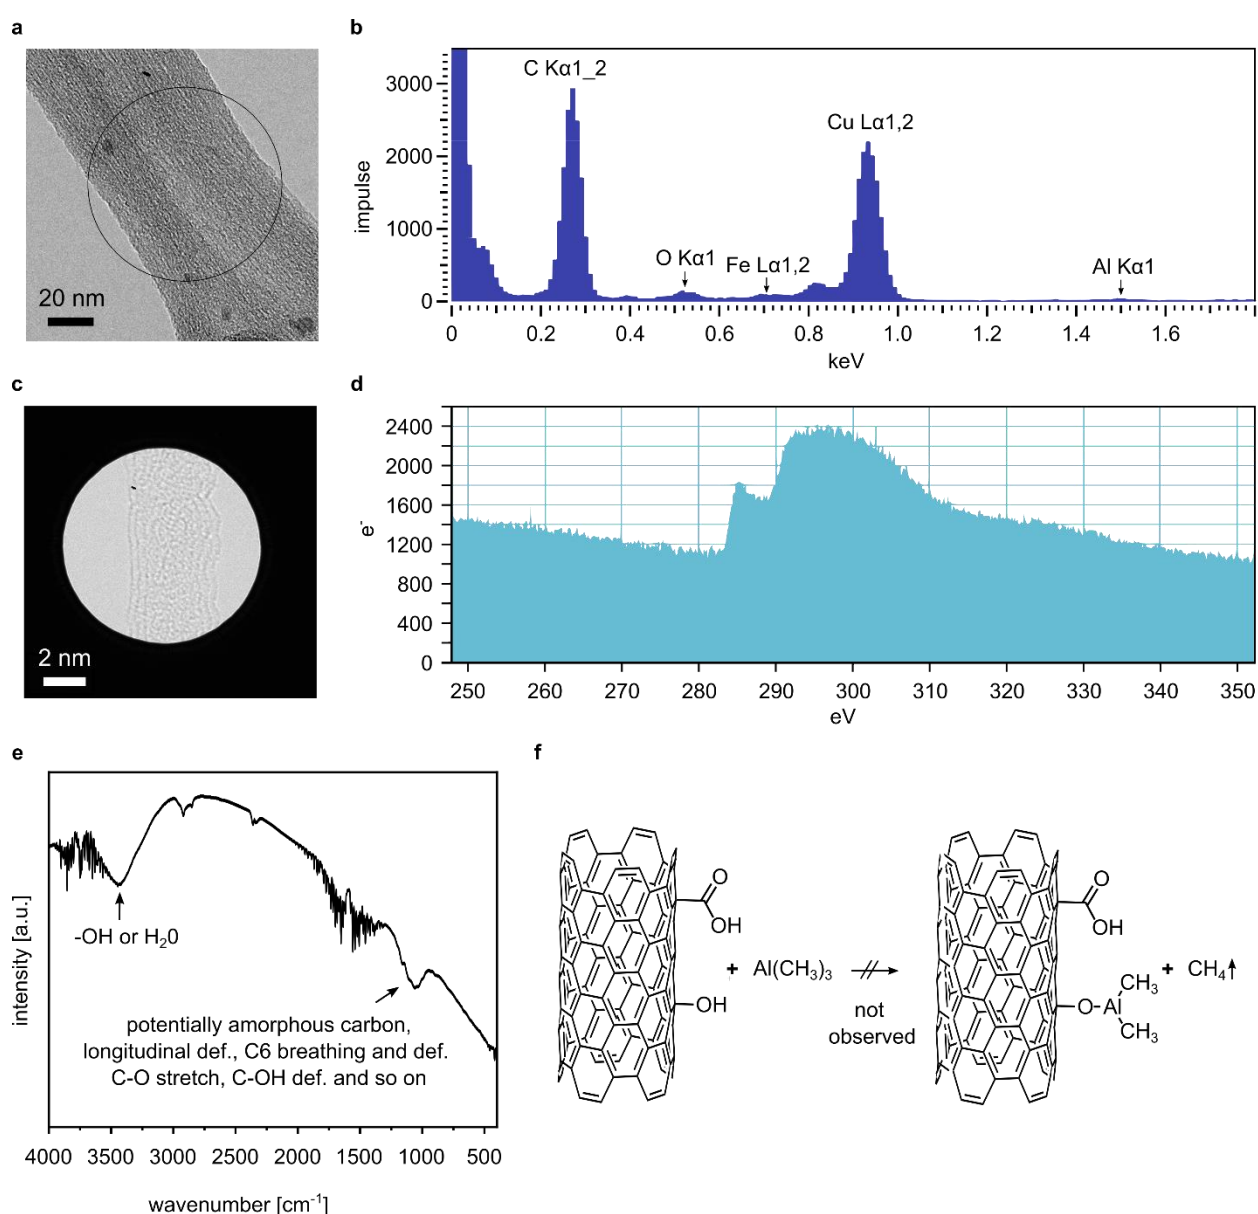 a
20 nm
b
impulse
3000
2000
1000
0
C Kα1_2
O Kα1
Fe Lα1,2
Cu Lα1,2
Al Kα1
0 0.2 0.4 0.6 0.8 1.0 1.2 1.4 1.6
keV
c
2 nm
d
e⁻
2400
2000
1600
1200
800
400
0
250 260 270 280 290 300 310 320 330 340 350
eV
e
intensity [a.u.]
-OH or H₂0
potentially amorphous carbon,
longitudinal def., C6 breathing and def.
C-O stretch, C-OH def. and so on
4000 3500 3000 2500 2000 1500 1000 500
wavenumber [cm⁻¹]
f
O
OH
OH
+ Al(CH₃)₃
not
observed
O
OH
O-Al
CH₃
CH₃
+ CH₄